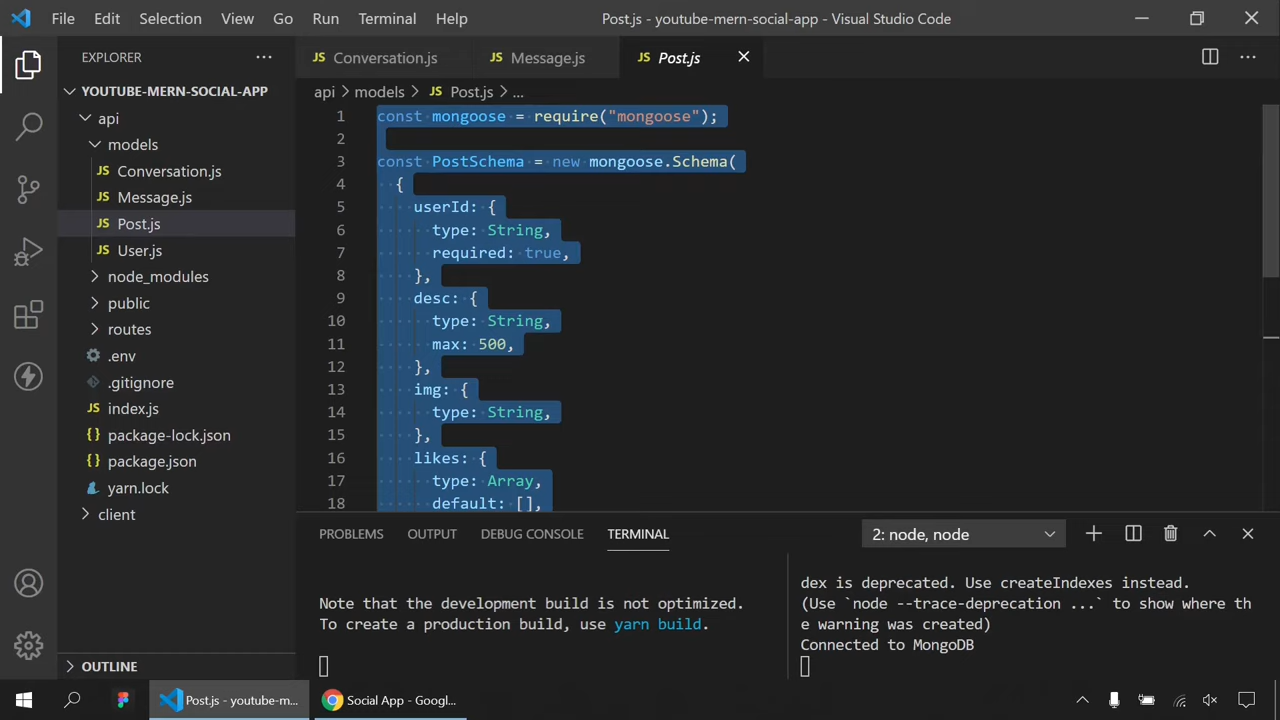 File Edit Selection View Go Run Terminal Help Post.js - youtube-mern-social-app - Visual Studio Code
EXPLORER
YOUTUBE-MERN-SOCIAL-APP
api
models
JS Conversation.js
JS Message.js
JS Post.js
JS User.js
node_modules
public
routes
.env
.gitignore
JS index.js
{} package-lock.json
{} package.json
yarn.lock
client
OUTLINE
JS Conversation.js JS Message.js JS Post.js
api > models > JS Post.js > ...
1 const mongoose = require("mongoose");
2
3 const PostSchema = new mongoose.Schema(
4 {
5 userId: {
6 type: String,
7 required: true,
8 },
9 desc: {
10 type: String,
11 max: 500,
12 },
13 img: {
14 type: String,
15 },
16 likes: {
17 type: Array,
18 default: [],
PROBLEMS OUTPUT DEBUG CONSOLE TERMINAL 2: node, node
Note that the development build is not optimized.
To create a production build, use yarn build.
dex is deprecated. Use createIndexes instead.
(Use `node --trace-deprecation ...` to show where th
e warning was created)
Connected to MongoDB
Post.js - youtube-m... Social App - Googl...